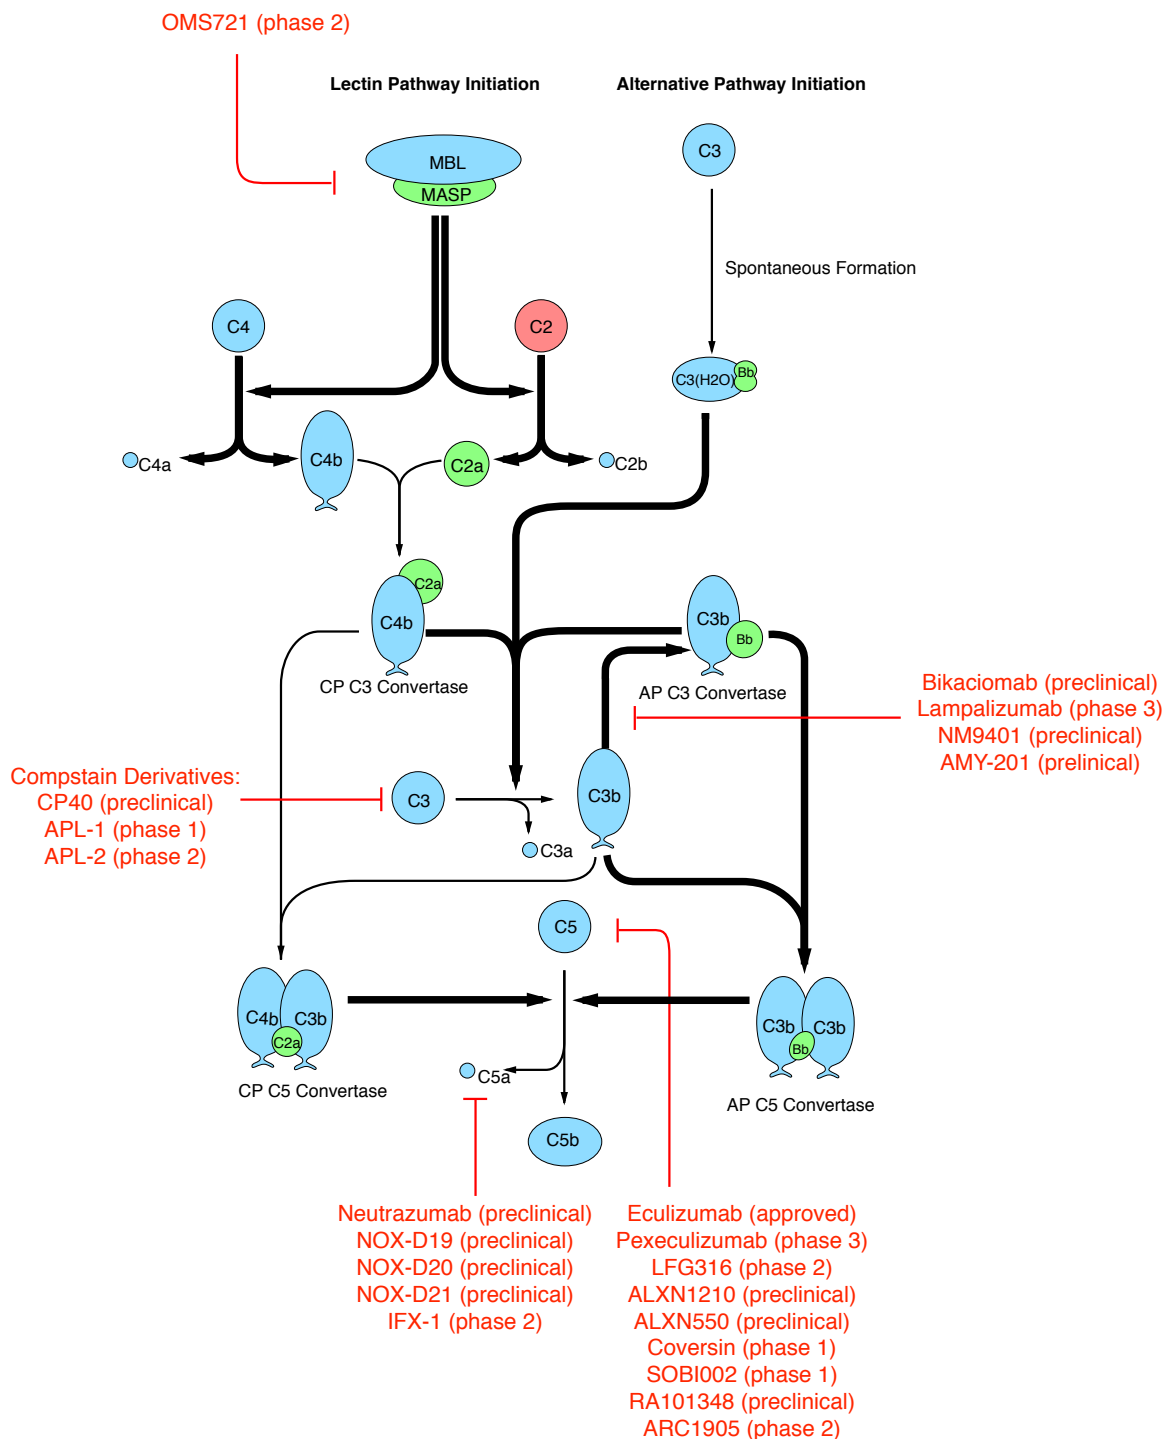 OMS721 (phase 2)
Lectin Pathway Initiation
Alternative Pathway Initiation
MBL
MASP
C3
Spontaneous Formation
C4
C2
C3(H2O)
Bb
C4a
C4b
C2a
C2b
C2a
C4b
CP C3 Convertase
C3b
Bb
AP C3 Convertase
Bikaciomab (preclinical)
Lampalizumab (phase 3)
NM9401 (preclinical)
AMY-201 (prelinical)
Compstain Derivatives:
CP40 (preclinical)
APL-1 (phase 1)
APL-2 (phase 2)
C3
C3b
C3a
C5
C4b
C3b
C2a
CP C5 Convertase
C3b
C3b
Bb
AP C5 Convertase
C5a
C5b
Neutrazumab (preclinical)
NOX-D19 (preclinical)
NOX-D20 (preclinical)
NOX-D21 (preclinical)
IFX-1 (phase 2)
Eculizumab (approved)
Pexeculizumab (phase 3)
LFG316 (phase 2)
ALXN1210 (preclinical)
ALXN550 (preclinical)
Coversin (phase 1)
SOBI002 (phase 1)
RA101348 (preclinical)
ARC1905 (phase 2)